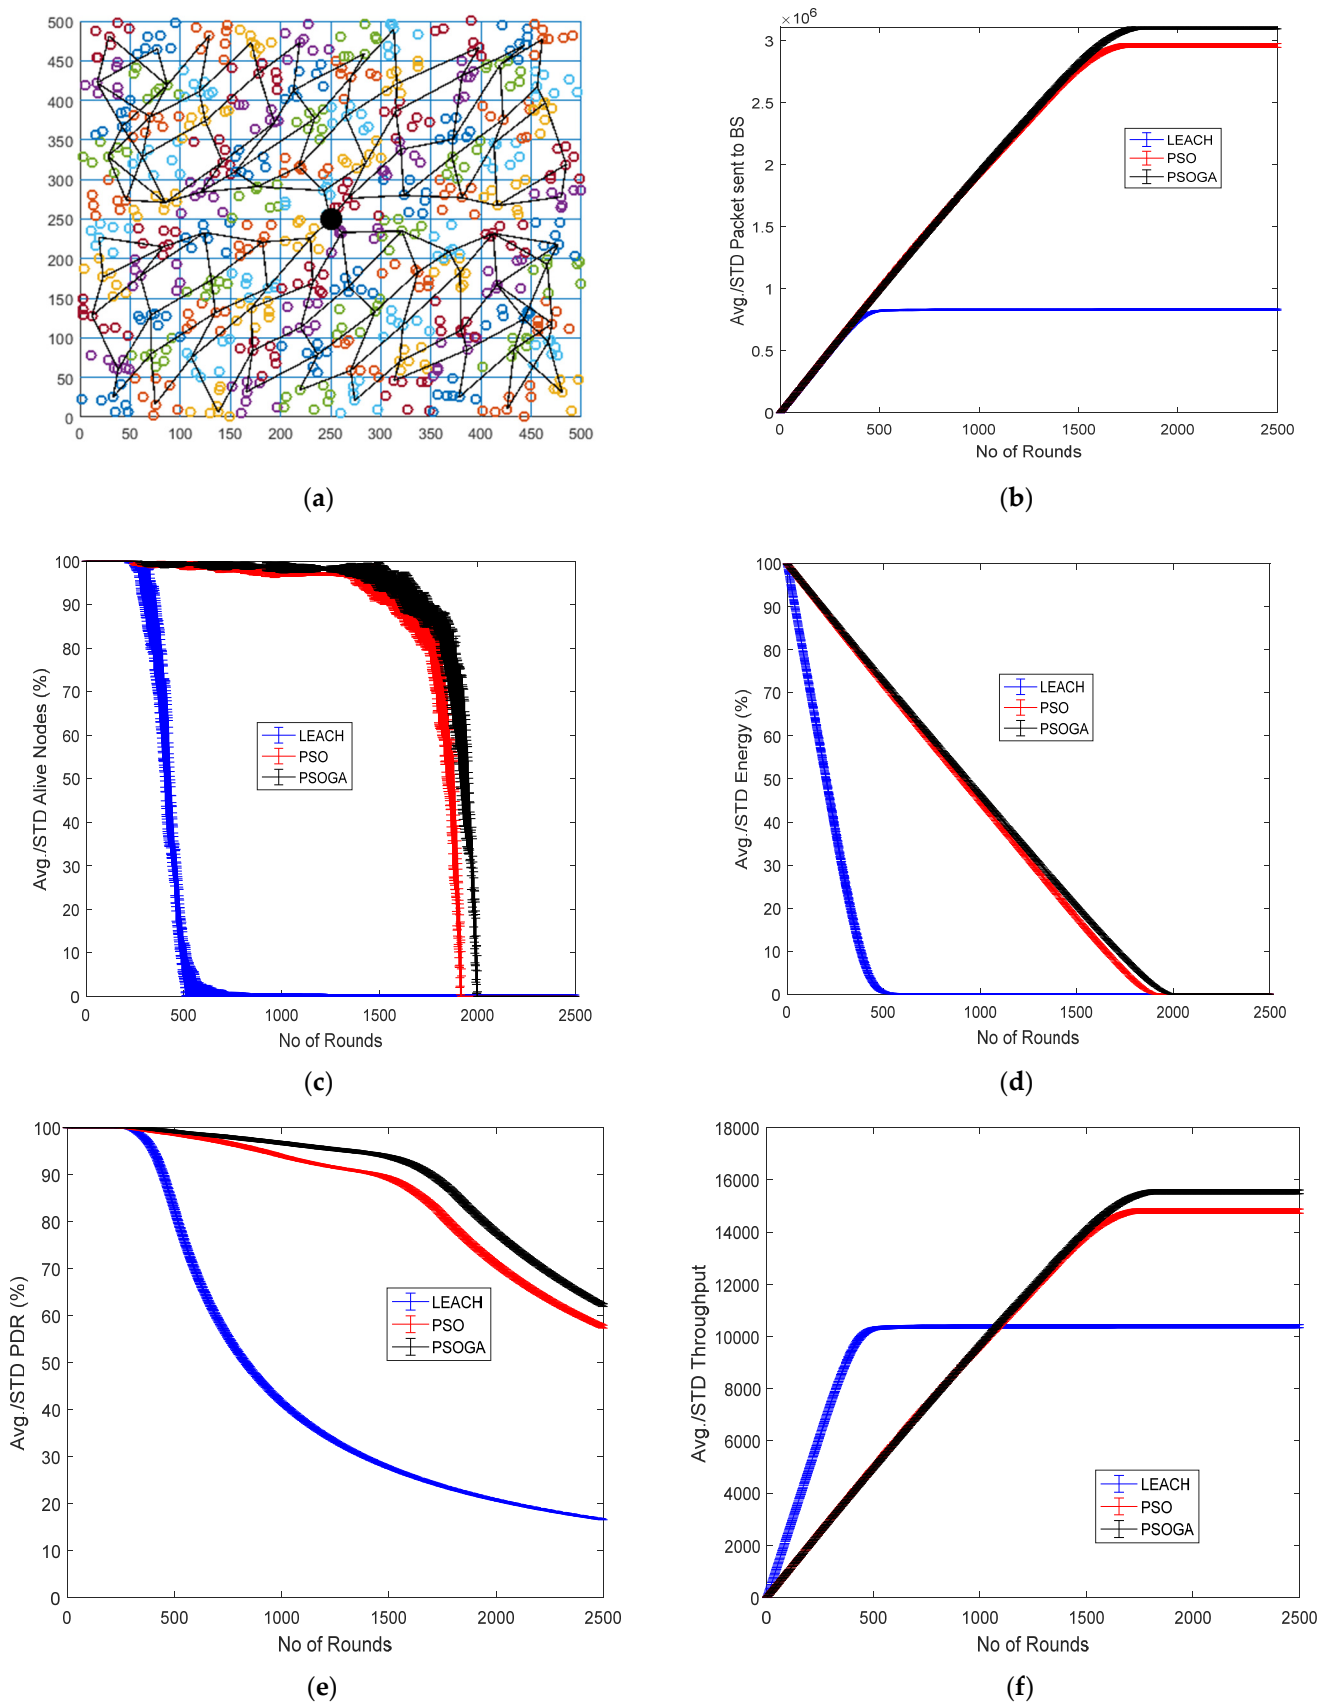 500
450
400
350
300
250
200
150
100
50
0
0 50 100 150 200 250 300 350 400 450 500
(a)
×10^6
3
2.5
2
1.5
1
0.5
0
Avg./STD Packet sent to BS
LEACH
PSO
PSOGA
0 500 1000 1500 2000 2500
No of Rounds
(b)
100
90
80
70
60
50
40
30
20
10
0
Avg./STD Alive Nodes (%)
LEACH
PSO
PSOGA
0 500 1000 1500 2000 2500
No of Rounds
(c)
100
90
80
70
60
50
40
30
20
10
0
Avg./STD Energy (%)
LEACH
PSO
PSOGA
0 500 1000 1500 2000 2500
No of Rounds
(d)
100
90
80
70
60
50
40
30
20
10
0
Avg./STD PDR (%)
LEACH
PSO
PSOGA
0 500 1000 1500 2000 2500
No of Rounds
(e)
18000
16000
14000
12000
10000
8000
6000
4000
2000
0
Avg./STD Throughput
LEACH
PSO
PSOGA
0 500 1000 1500 2000 2500
No of Rounds
(f)